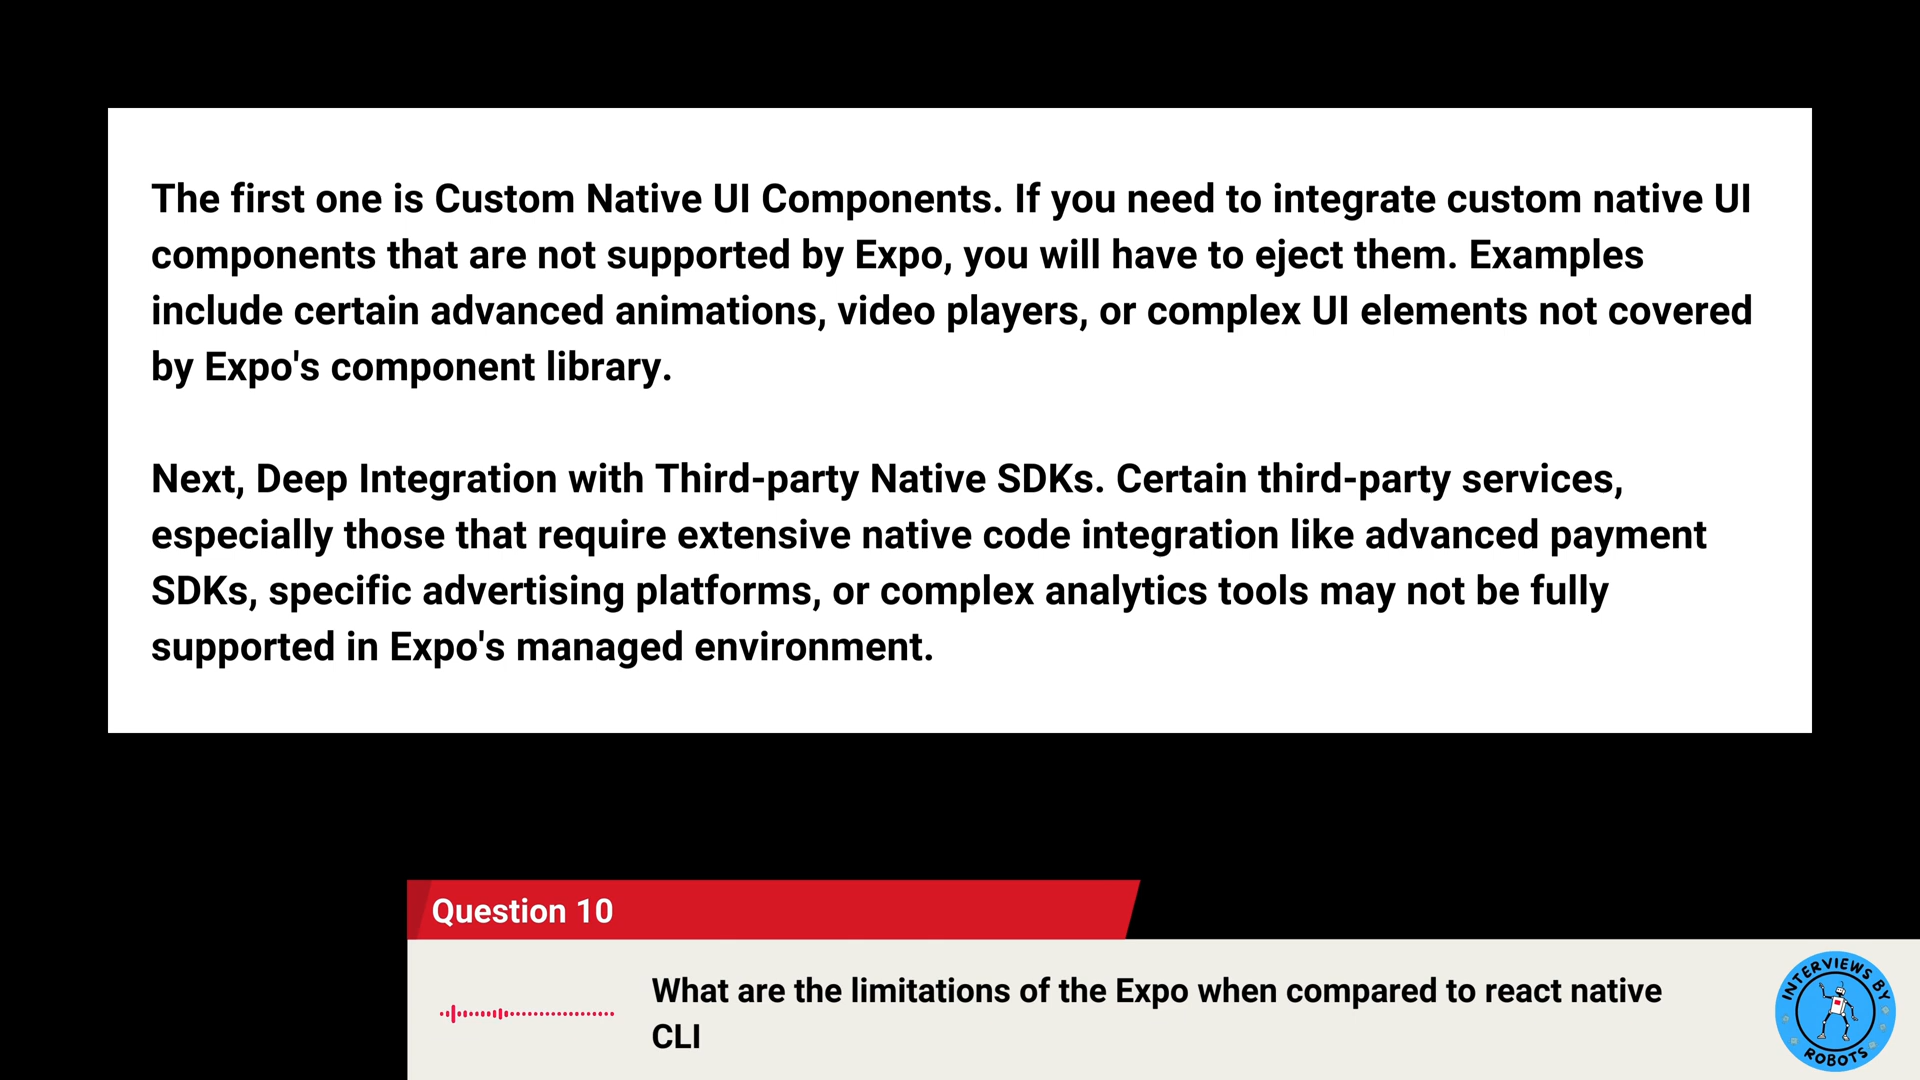 The first one is Custom Native UI Components. If you need to integrate custom native UI
components that are not supported by Expo, you will have to eject them. Examples
include certain advanced animations, video players, or complex UI elements not covered
by Expo's component library.
Next, Deep Integration with Third-party Native SDKs. Certain third-party services,
especially those that require extensive native code integration like advanced payment
SDKs, specific advertising platforms, or complex analytics tools may not be fully
supported in Expo's managed environment.
Question 10
What are the limitations of the Expo when compared to react native
CLI
INTERVIEWS BY
ROBOTS